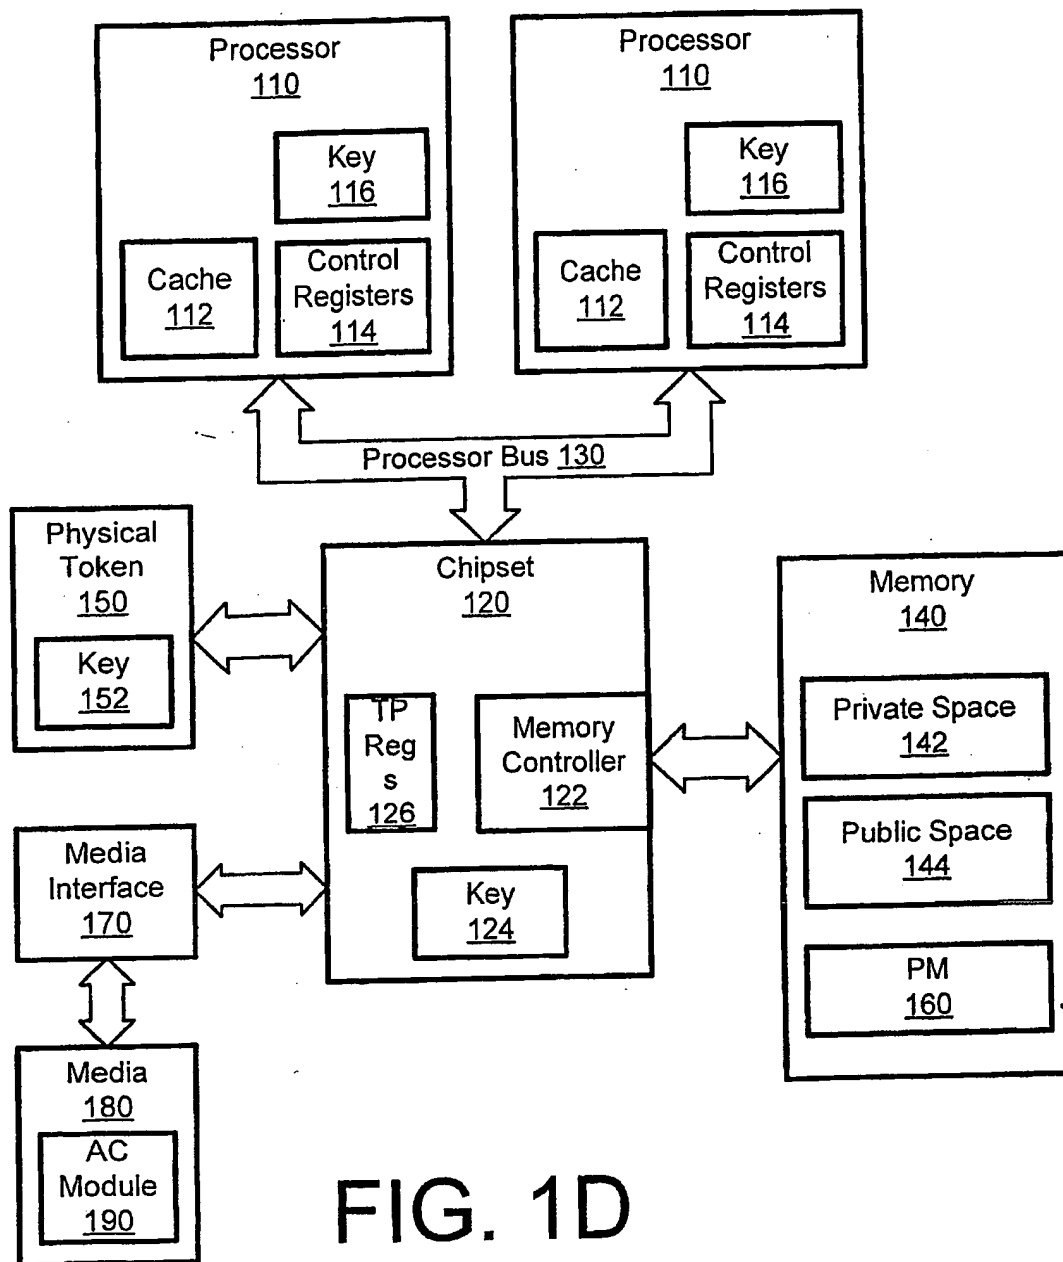 Processor
110
Key
116
Cache
112
Control
Registers
114
Processor
110
Key
116
Cache
112
Control
Registers
114
Processor Bus 130
Physical
Token
150
Key
152
Chipset
120
TP
Reg
s
126
Memory
Controller
122
Key
124
Memory
140
Private Space
142
Public Space
144
PM
160
Media
Interface
170
Media
180
AC
Module
190
FIG. 1D